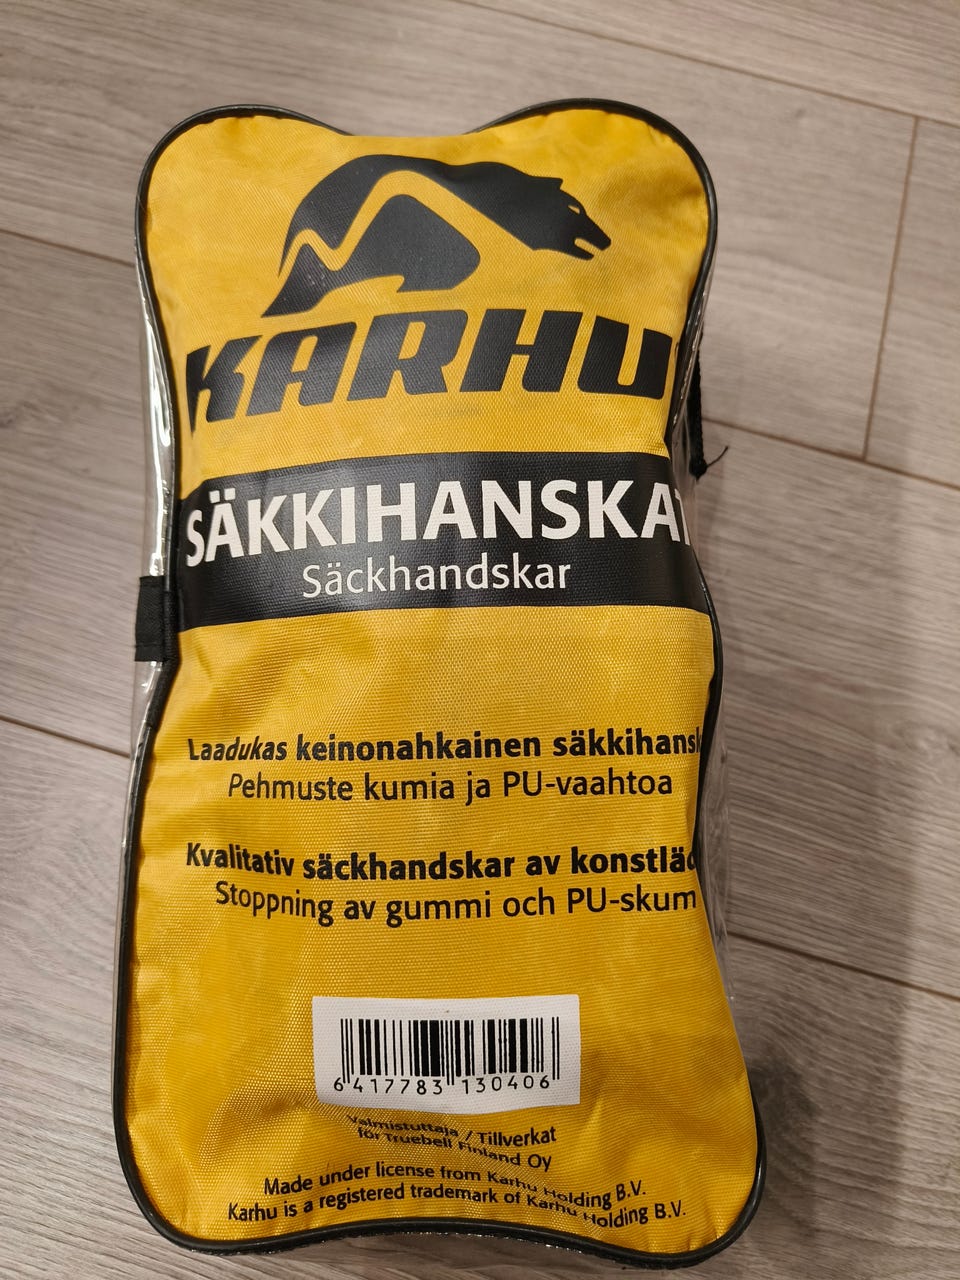 KARHU
SÄKKIHANSKAT
Säckhandskar
Laadukas keinonahkainen säkkihansk
Pehmuste kumia ja PU-vaahtoa
Kvalitativ säckhandskar av konstläd
Stoppning av gummi och PU-skum
6 417783 130406
Valmistuttaja / Tillverkat
för Truebell Finland Oy
Made under license from Karhu Holding B.V.
Karhu is a registered trademark of Karhu Holding B.V.